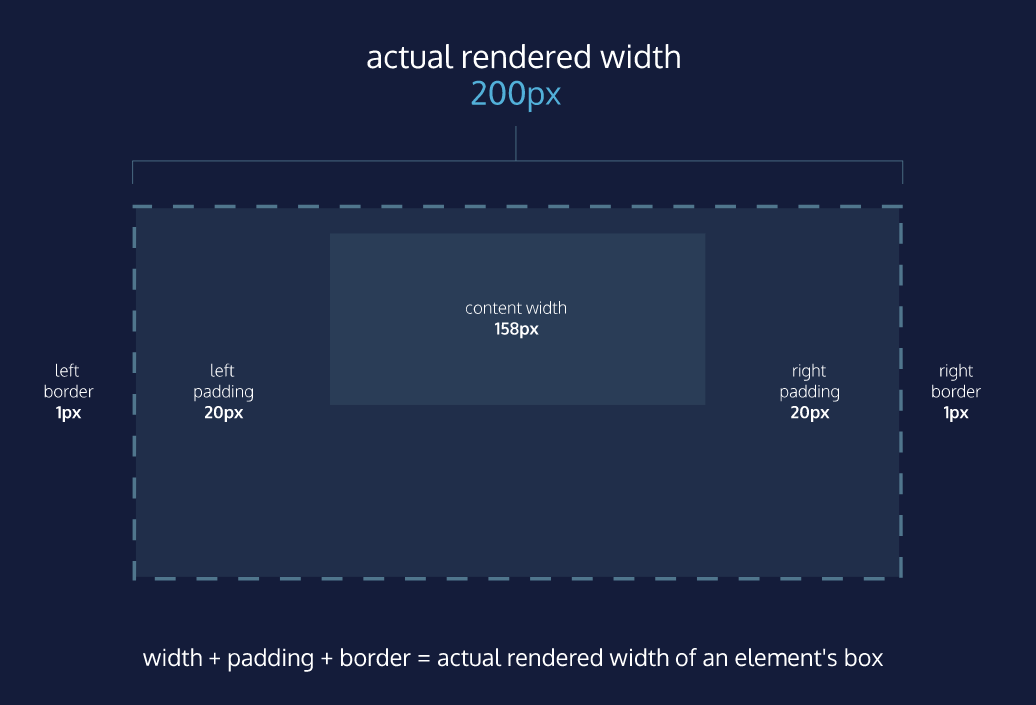 actual rendered width
200px
content width
158px
left
border
1px
left
padding
20px
right
padding
20px
right
border
1px
width + padding + border = actual rendered width of an element's box